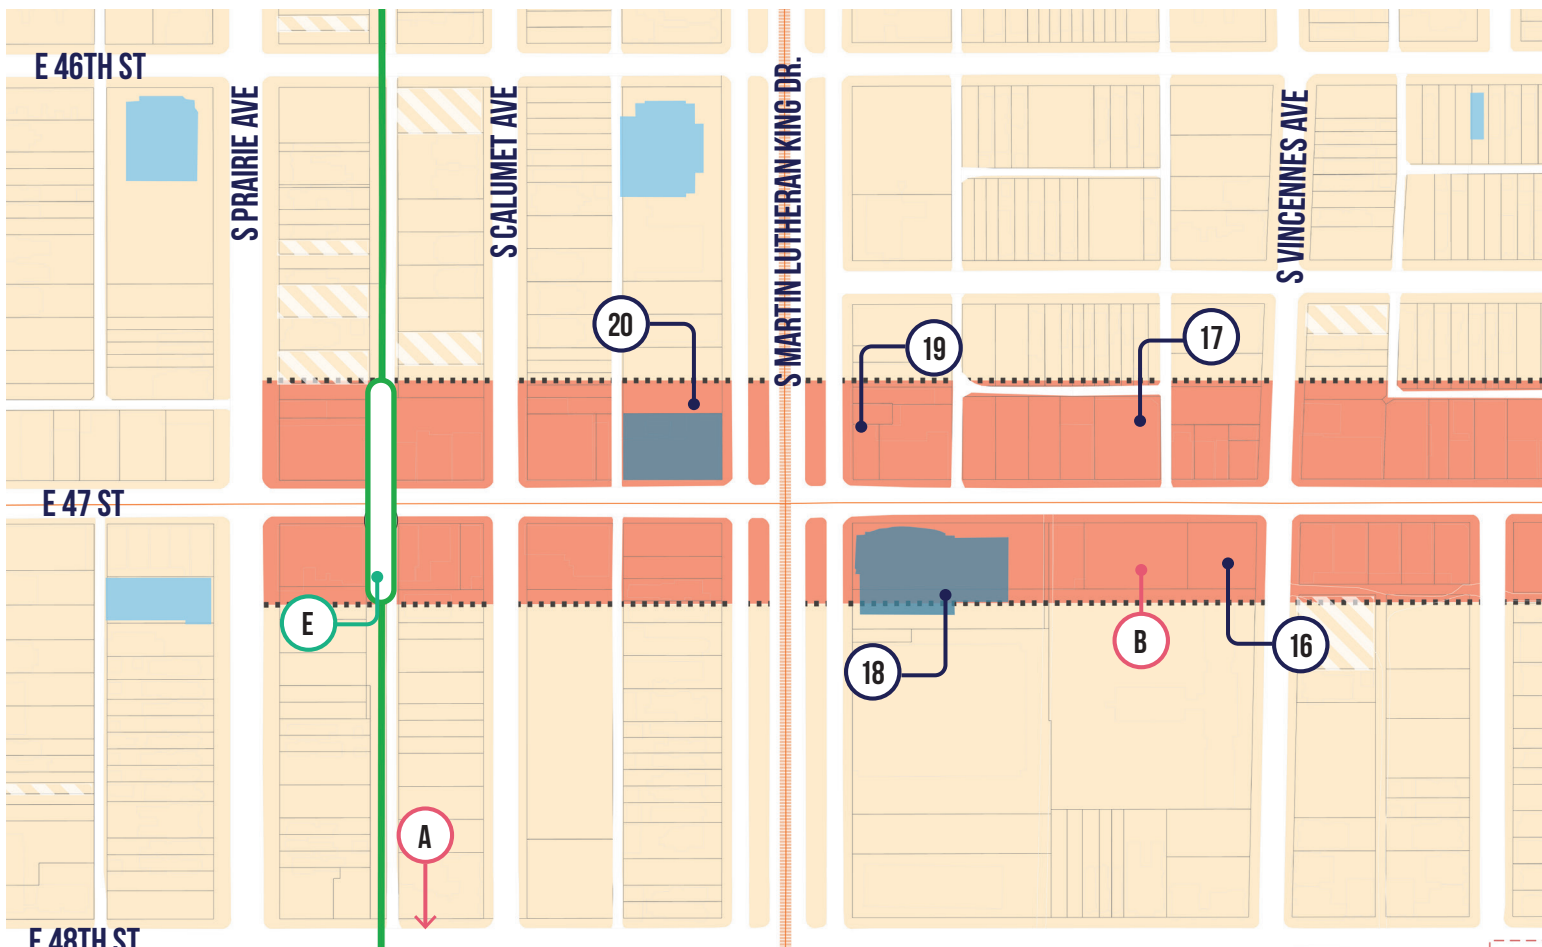 E 46TH ST
S PRAIRIE AVE
S CALUMET AVE
S MARTIN LUTHERAN KING DR.
S VINCENNES AVE
20
19
17
E 47 ST
E
18
B
16
A
E 48TH ST